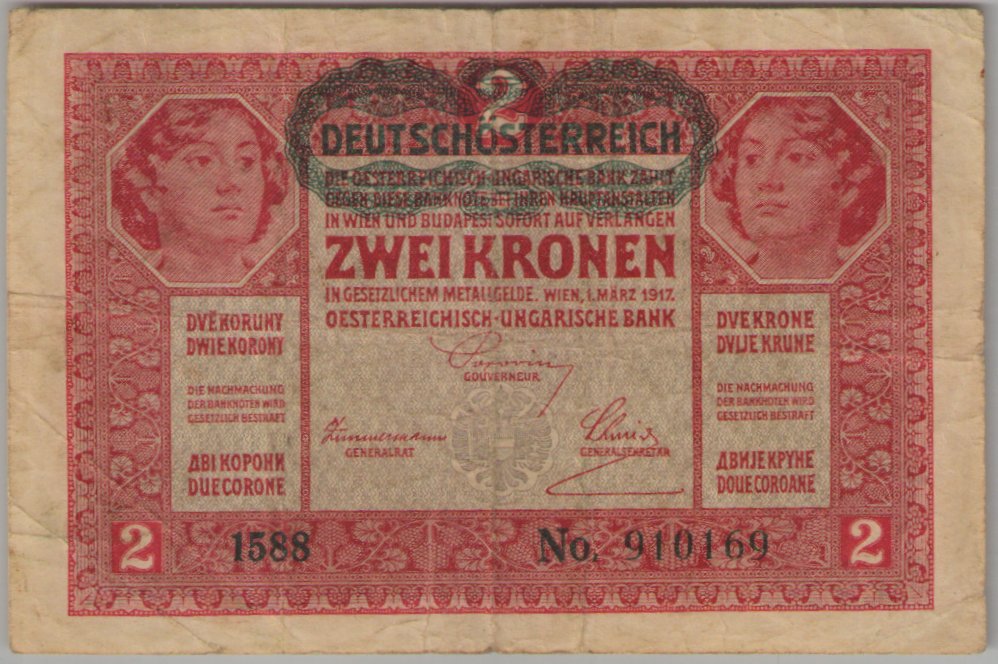 2
DEUTSCHÖSTERREICH
DIE OESTERREICHISCH-UNGARISCHE BANK ZAHLT
GEGEN DIESE BANKNOTE BEI IHREN HAUPTANSTALTEN
IN WIEN UND BUDAPEST SOFORT AUF VERLANGEN
ZWEI KRONEN
IN GESETZLICHEM METALLGELDE. WIEN, 1. MÄRZ 1917.
OESTERREICHISCH-UNGARISCHE BANK
GOUVERNEUR
Zimmermann
GENERALRAT
Schmid
GENERALSEKRETÄR
DVĚ KORUNY
DWIE KORONY
DIE NACHMACHUNG
DER BANKNOTEN WIRD
GESETZLICH BESTRAFT
ДВІ КОРОНИ
DUE CORONE
DVE KRONE
DVIJE KRUNE
DIE NACHMACHUNG
DER BANKNOTEN WIRD
GESETZLICH BESTRAFT
ДВИЈЕ КРУНЕ
DOUE COROANE
2
1588
No. 910169
2